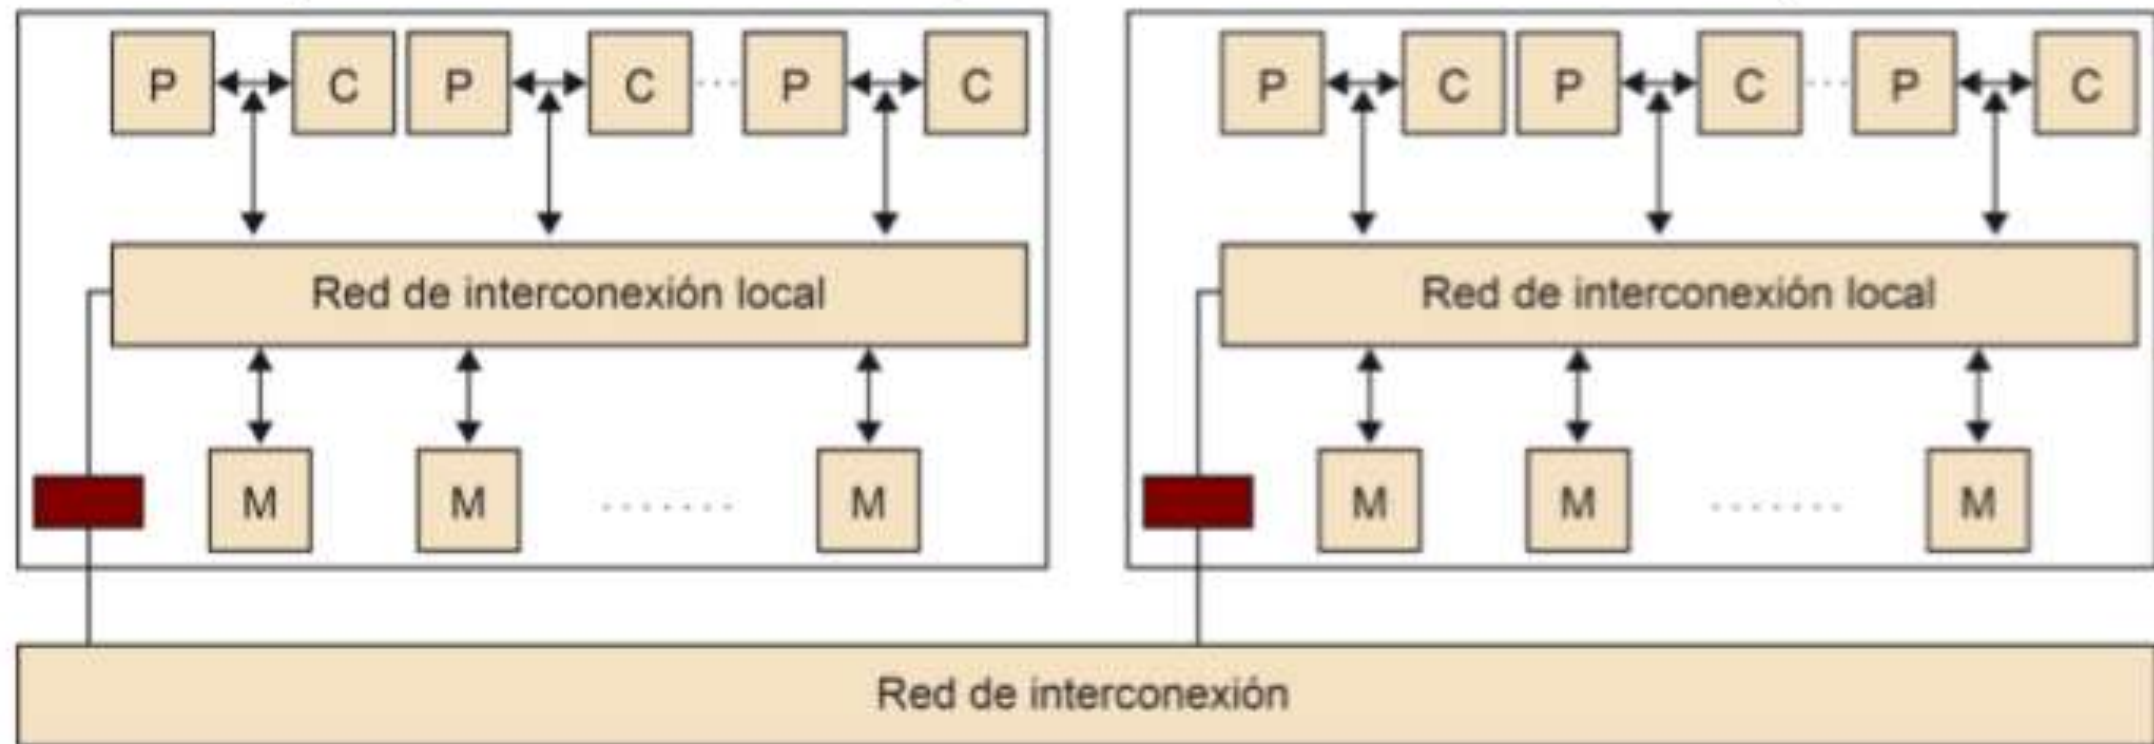 P C P C P C P C P C P C
Red de interconexión local Red de interconexión local
M M M M M M
Red de interconexión